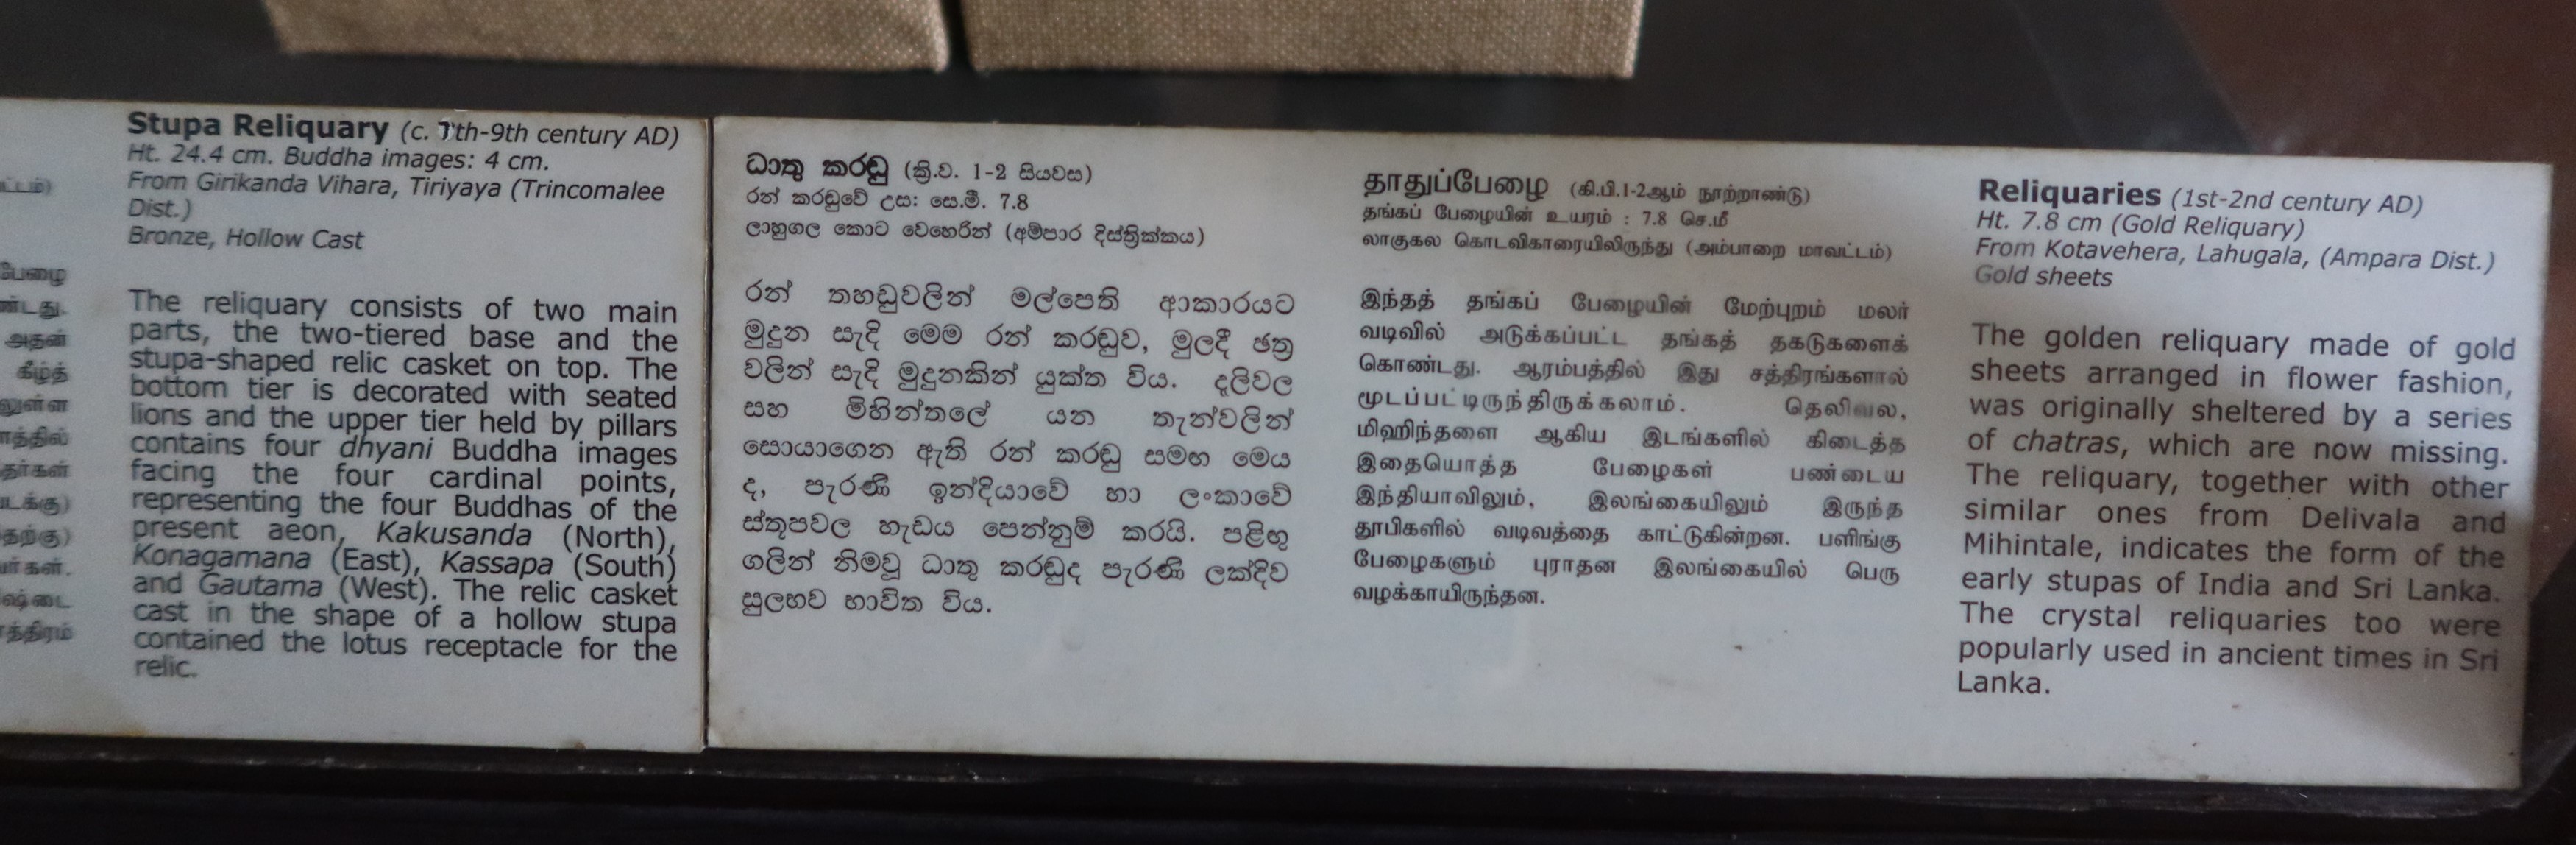 ட்டம்)
பேழை
ண்டது.
அதன்
கீழ்த்
லுள்ள
ாத்தில்
தர்கள்
டக்கு)
தற்கு)
ர்கள்.
ஷ்டை
ாத்திரம்
Stupa Reliquary (c. 7th-9th century AD)
Ht. 24.4 cm. Buddha images: 4 cm.
From Girikanda Vihara, Tiriyaya (Trincomalee
Dist.)
Bronze, Hollow Cast
The reliquary consists of two main
parts, the two-tiered base and the
stupa-shaped relic casket on top. The
bottom tier is decorated with seated
lions and the upper tier held by pillars
contains four dhyani Buddha images
facing the four cardinal points,
representing the four Buddhas of the
present aeon, Kakusanda (North),
Konagamana (East), Kassapa (South)
and Gautama (West). The relic casket
cast in the shape of a hollow stupa
contained the lotus receptacle for the
relic.
ධාතු කරඬු (ක්‍රි.ව. 1-2 සියවස)
රන් කරඬුවේ උස: සෙ.මී. 7.8
ලාහුගල කොට වෙහෙරින් (අම්පාර දිස්ත්‍රික්කය)
රන් තහඩුවලින් මල්පෙති ආකාරයට
මුදුන සැදි මෙම රන් කරඬුව, මුලදී ඡත්‍ර
වලින් සැදි මුදුනකින් යුක්ත විය. දැලිවල
සහ මිහින්තලේ යන තැන්වලින්
සොයාගෙන ඇති රන් කරඬු සමඟ මෙය
ද, පැරණි ඉන්දියාවේ හා ලංකාවේ
ස්තූපවල හැඩය පෙන්නුම් කරයි. පළිඟු
ගලින් නිමවූ ධාතු කරඬුද පැරණි ලක්දිව
සුලභව භාවිත විය.
தாதுப்பேழை (கி.பி.1-2ஆம் நூற்றாண்டு)
தங்கப் பேழையின் உயரம் : 7.8 செ.மீ
லாகுகல கொடவிகாரையிலிருந்து (அம்பாறை மாவட்டம்)
இந்தத் தங்கப் பேழையின் மேற்புறம் மலர்
வடிவில் அடுக்கப்பட்ட தங்கத் தகடுகளைக்
கொண்டது. ஆரம்பத்தில் இது சத்திரங்களால்
மூடப்பட்டிருந்திருக்கலாம். தெலிவல,
மிஹிந்தளை ஆகிய இடங்களில் கிடைத்த
இதையொத்த பேழைகள் பண்டைய
இந்தியாவிலும், இலங்கையிலும் இருந்த
தூபிகளில் வடிவத்தை காட்டுகின்றன. பளிங்கு
பேழைகளும் புராதன இலங்கையில் பெரு
வழக்காயிருந்தன.
Reliquaries (1st-2nd century AD)
Ht. 7.8 cm (Gold Reliquary)
From Kotavehera, Lahugala, (Ampara Dist.)
Gold sheets
The golden reliquary made of gold
sheets arranged in flower fashion,
was originally sheltered by a series
of chatras, which are now missing.
The reliquary, together with other
similar ones from Delivala and
Mihintale, indicates the form of the
early stupas of India and Sri Lanka.
The crystal reliquaries too were
popularly used in ancient times in Sri
Lanka.